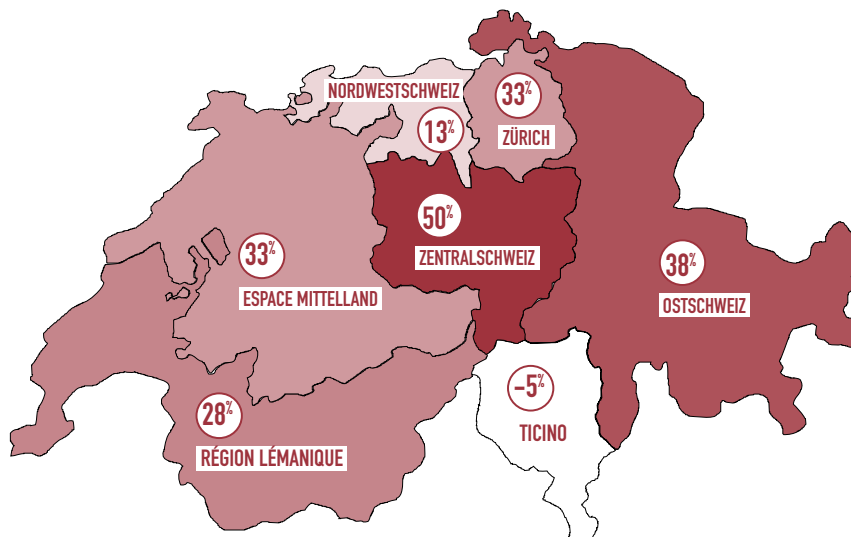 NORDWESTSCHWEIZ
13%
33%
ZÜRICH
50%
ZENTRALSCHWEIZ
33%
ESPACE MITTELLAND
38%
OSTSCHWEIZ
-5%
TICINO
28%
RÉGION LÉMANIQUE